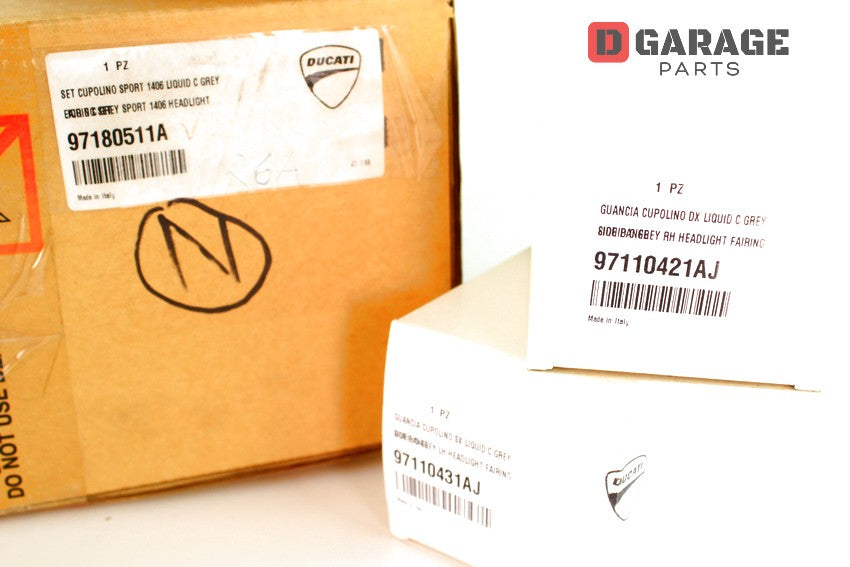 D GARAGE
PARTS
1 PZ
SET CUPOLINO SPORT 1406 LIQUID C GREY
GREY SPORT 1406 HEADLIGHT
97180511A
Made in Italy
DUCATI
R6A
N
DO NOT USE
1 PZ
GUANCIA CUPOLINO DX LIQUID C GREY
RH HEADLIGHT FAIRING
97110421AJ
Made in Italy
1 PZ
GUANCIA CUPOLINO SX LIQUID C GREY
LH HEADLIGHT FAIRING
97110431AJ
DUCATI